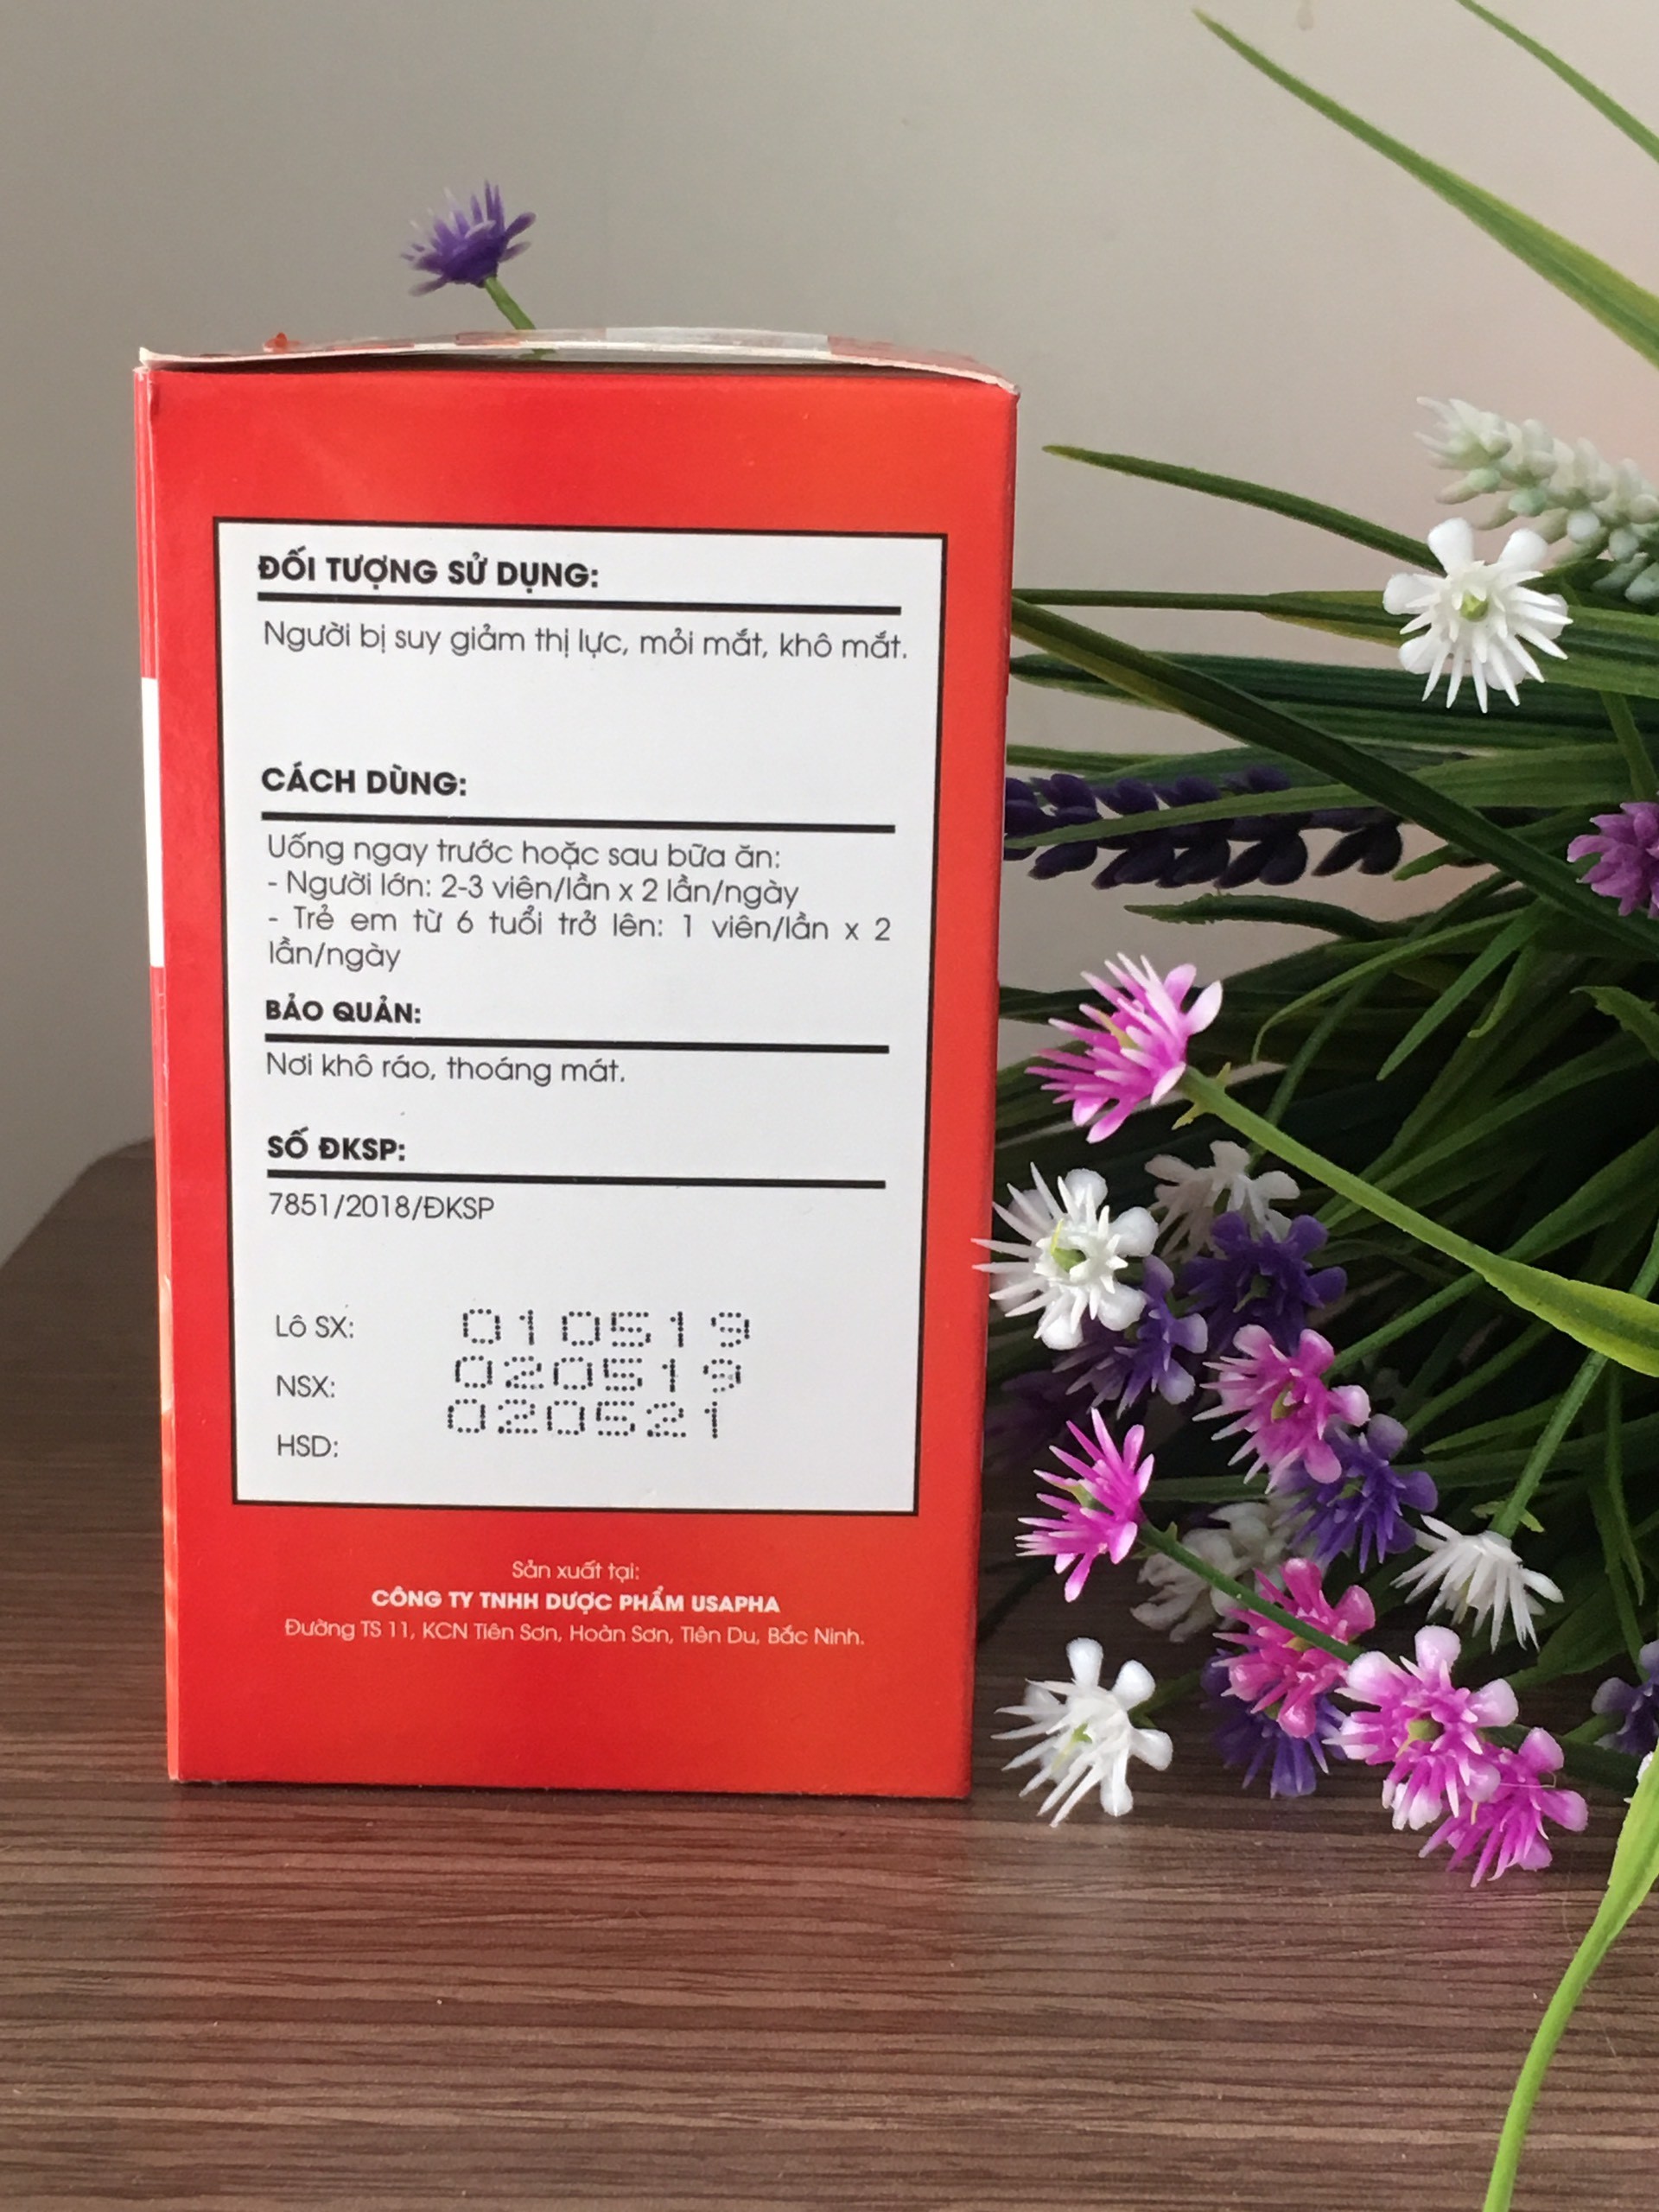 ĐỐI TƯỢNG SỬ DỤNG:
Người bị suy giảm thị lực, mỏi mắt, khô mắt.
CÁCH DÙNG:
Uống ngay trước hoặc sau bữa ăn:
- Người lớn: 2-3 viên/lần x 2 lần/ngày
- Trẻ em từ 6 tuổi trở lên: 1 viên/lần x 2
lần/ngày
BẢO QUẢN:
Nơi khô ráo, thoáng mát.
SỐ ĐKSP:
7851/2018/ĐKSP
Lô SX: 010519
NSX: 020519
HSD: 020521
Sản xuất tại:
CÔNG TY TNHH DƯỢC PHẨM USAPHA
Đường TS 11, KCN Tiên Sơn, Hoàn Sơn, Tiên Du, Bắc Ninh.